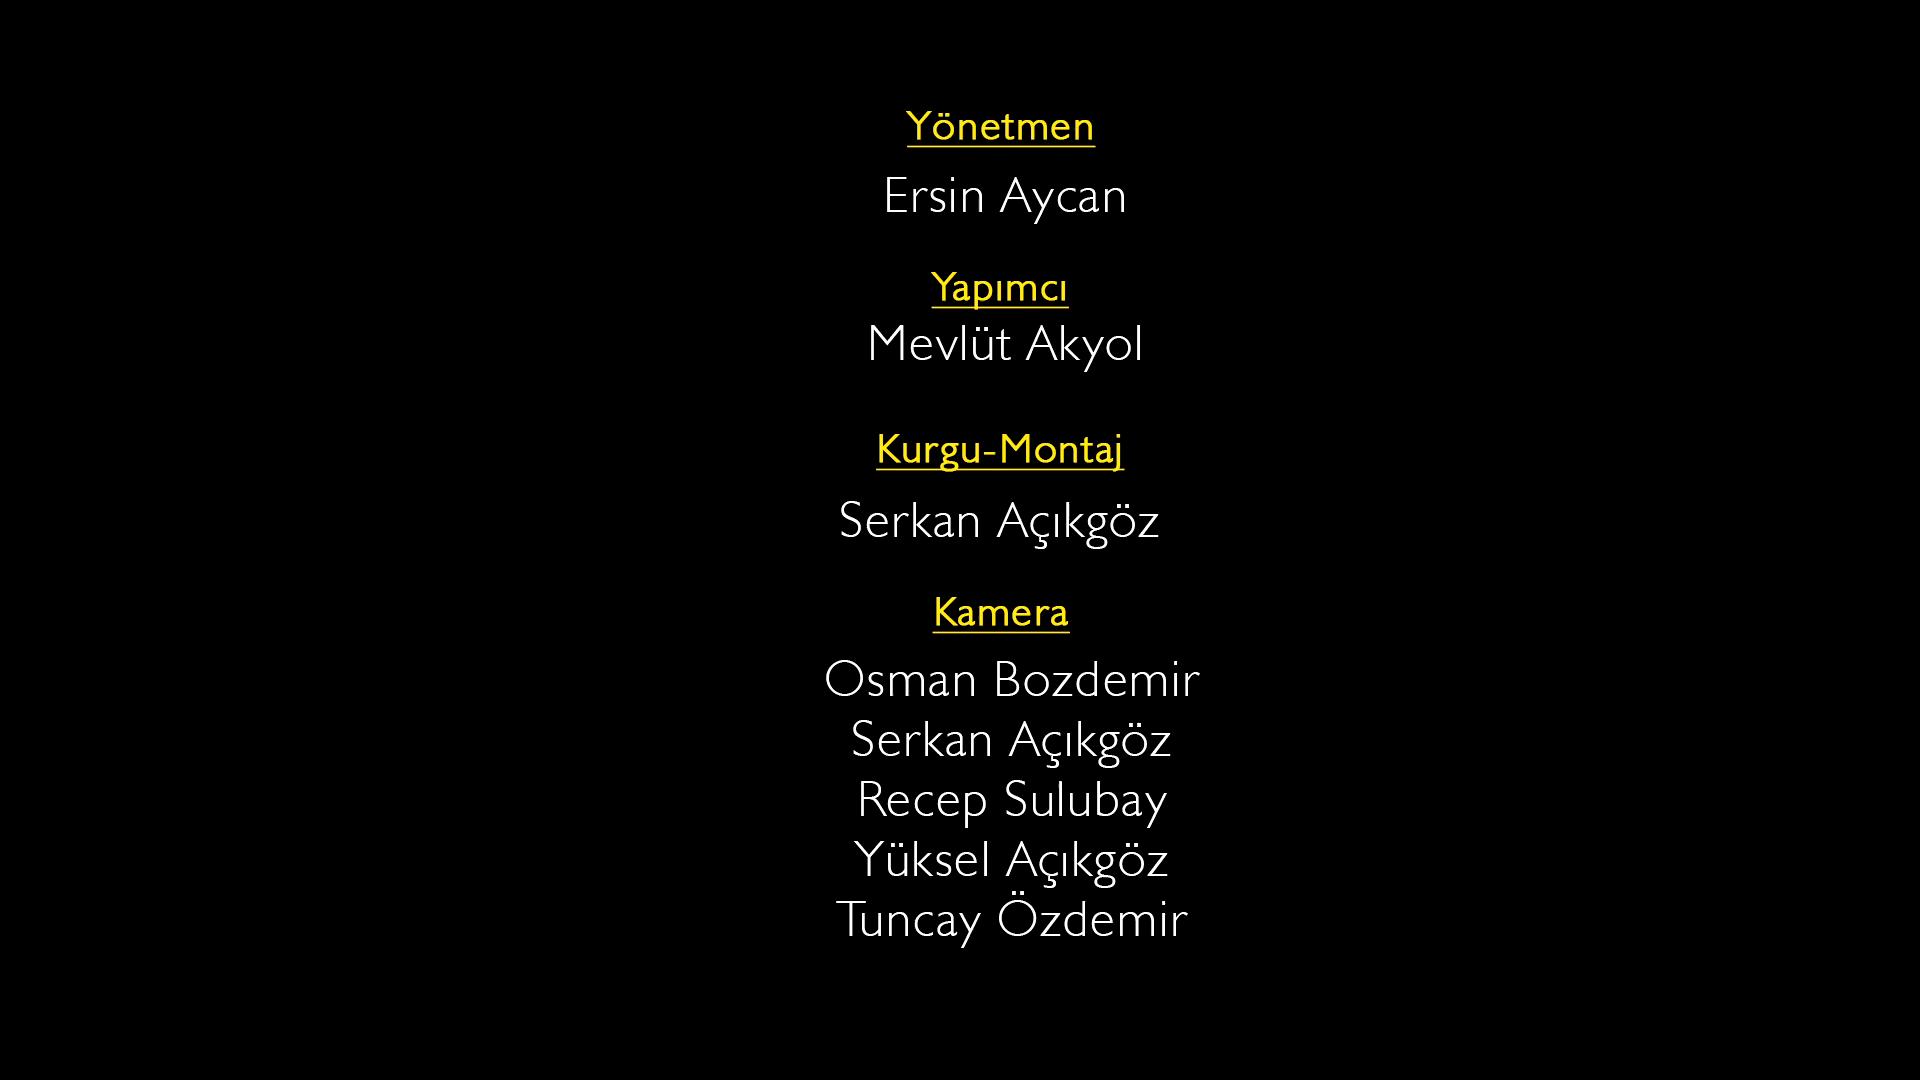 Yönetmen
Ersin Aycan
Yapımcı
Mevlüt Akyol
Kurgu-Montaj
Serkan Açıkgöz
Kamera
Osman Bozdemir
Serkan Açıkgöz
Recep Sulubay
Yüksel Açıkgöz
Tuncay Özdemir